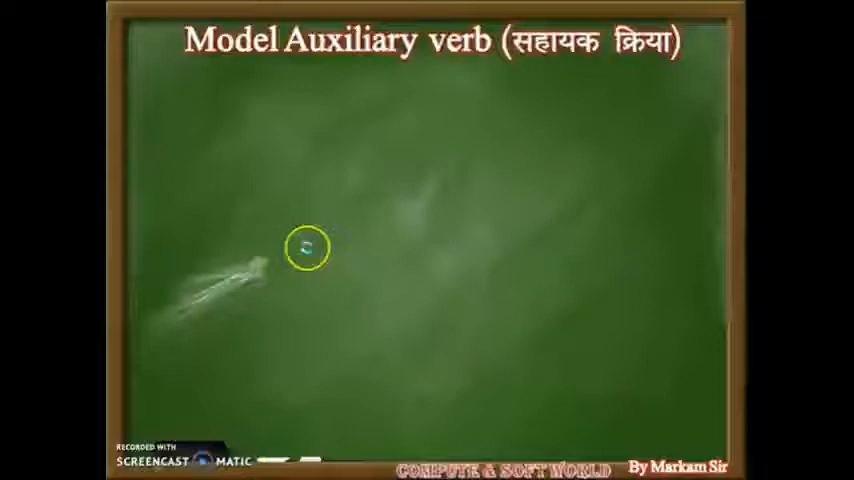 Model Auxiliary verb (सहायक क्रिया)
RECORDED WITH
SCREENCAST MATIC
COMPUTE & SOFT WORLD
By Markam Sir